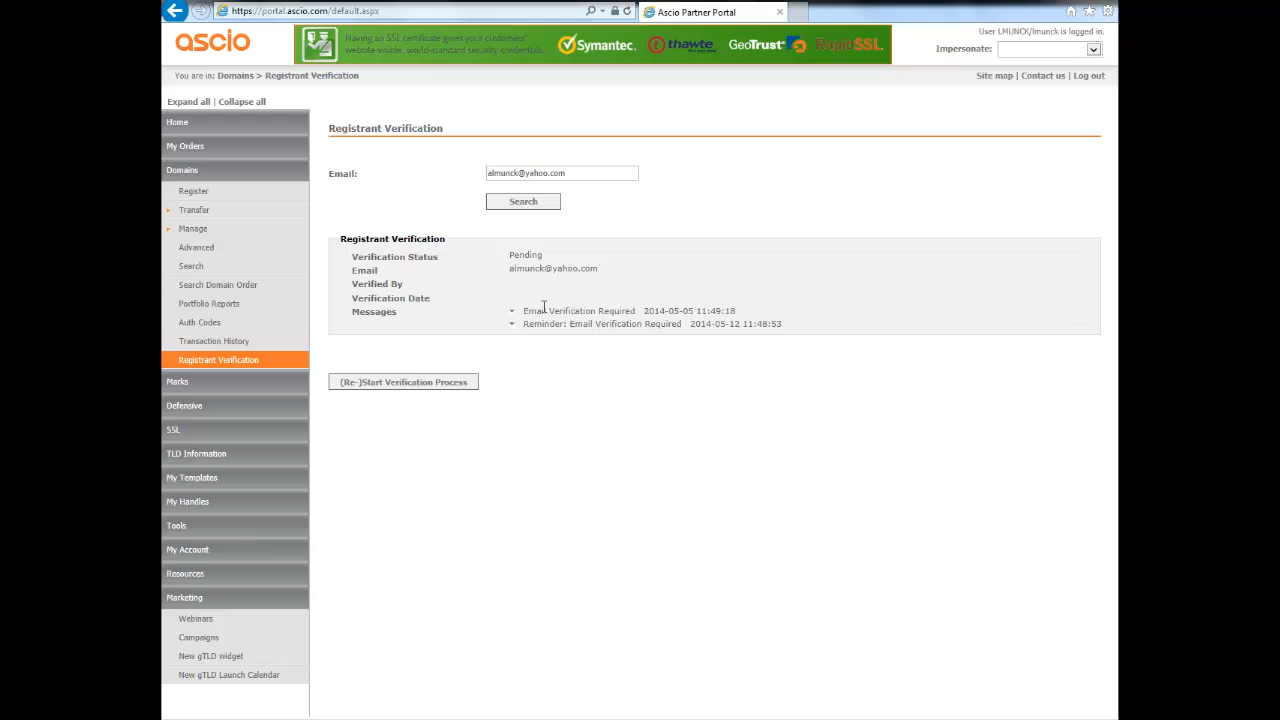 https://portal.ascio.com/default.aspx
Ascio Partner Portal
ascio
Having an SSL certificate gives your customers'
website visible, world-standard security credentials.
Symantec.
thawte
GeoTrust
RapidSSL.
User LMUNCK/lmunck is logged in.
Impersonate:
You are in: Domains > Registrant Verification
Site map | Contact us | Log out
Expand all | Collapse all
Home
My Orders
Domains
Register
Transfer
Manage
Advanced
Search
Search Domain Order
Portfolio Reports
Auth Codes
Transaction History
Registrant Verification
Marks
Defensive
SSL
TLD Information
My Templates
My Handles
Tools
My Account
Resources
Marketing
Webinars
Campaigns
New gTLD widget
New gTLD Launch Calendar
Registrant Verification
Email: almunck@yahoo.com
Search
Registrant Verification
Verification Status Pending
Email almunck@yahoo.com
Verified By
Verification Date
Messages Email Verification Required 2014-05-05 11:49:18
Reminder: Email Verification Required 2014-05-12 11:48:53
(Re-)Start Verification Process